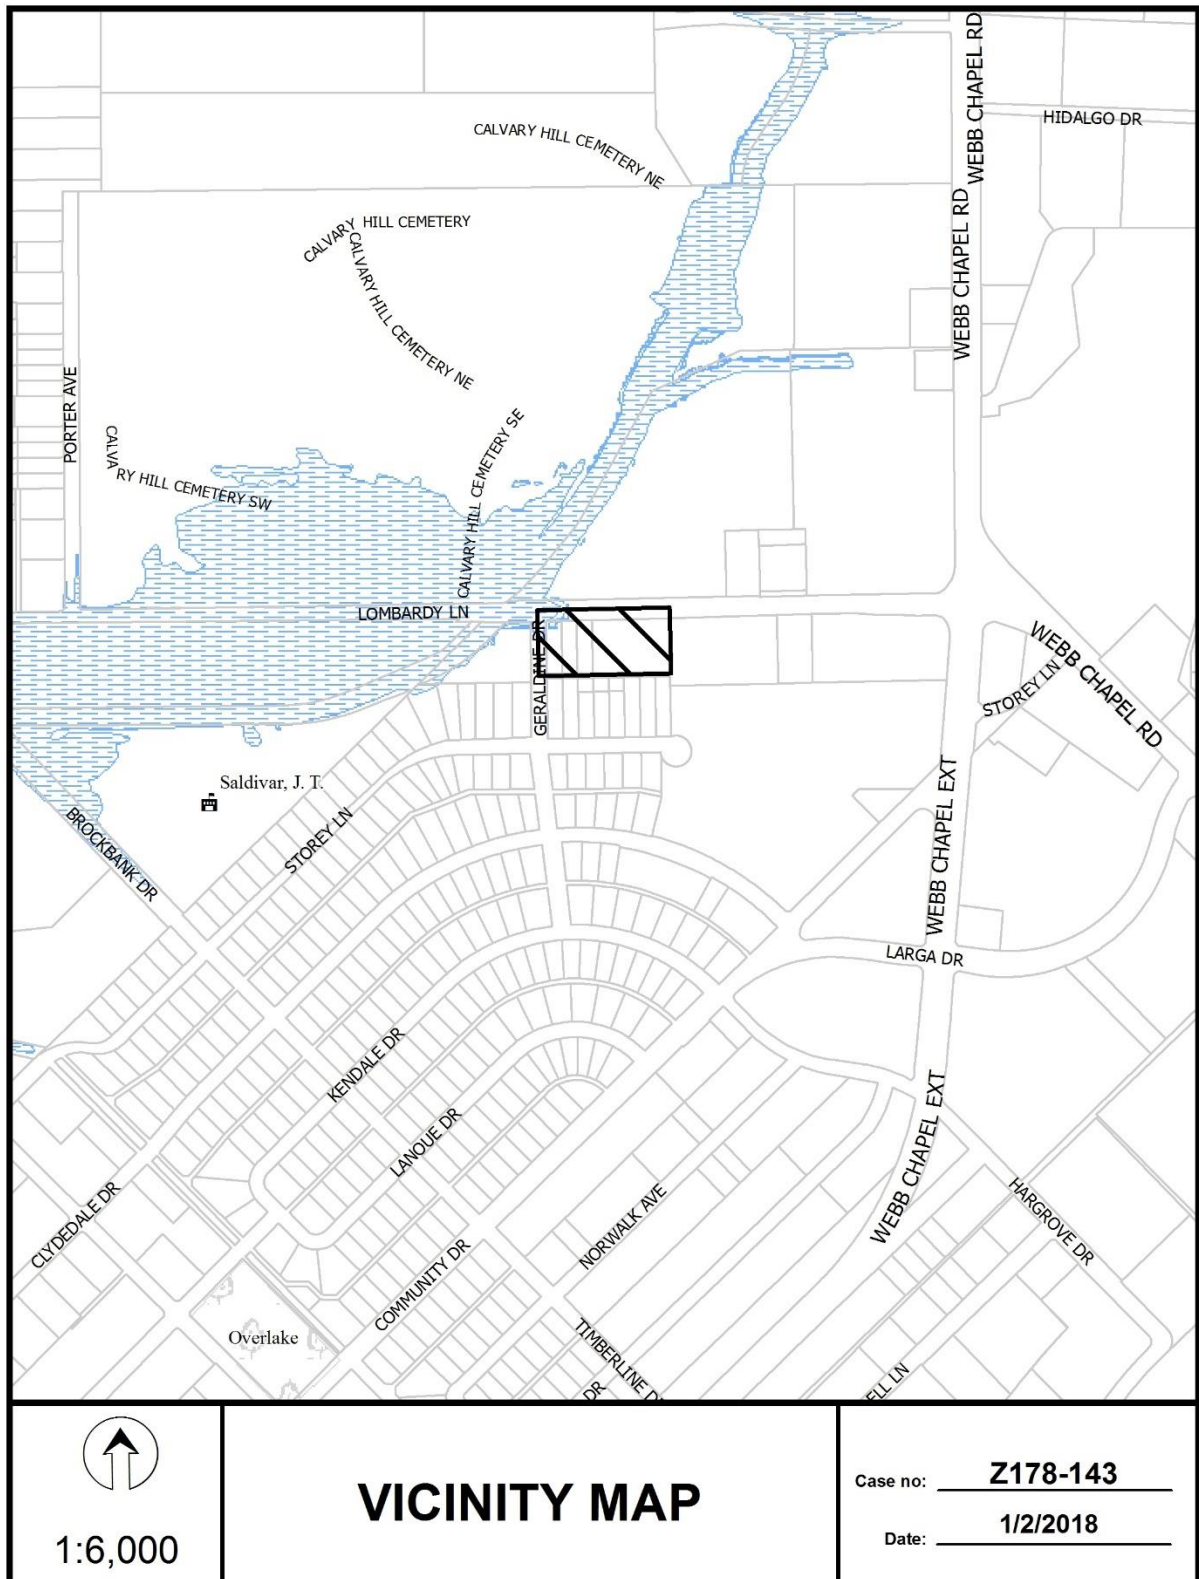 WEBB CHAPEL RD
HIDALGO DR
CALVARY HILL CEMETERY NE
WEBB CHAPEL RD
CALVARY HILL CEMETERY
CALVARY HILL CEMETERY NE
PORTER AVE
CALVARY HILL CEMETERY SE
CALVARY HILL CEMETERY SW
LOMBARDY LN
GERALDINE DR
WEBB CHAPEL RD
STOREY LN
Saldivar, J. T.
STOREY LN
BROCKBANK DR
WEBB CHAPEL EXT
LARGA DR
KENDALE DR
LANOUE DR
WEBB CHAPEL EXT
CLYDEDALE DR
COMMUNITY DR
NORWALK AVE
HARGROVE DR
Overlake
TIMBERLINE D
DR
ELL LN
1:6,000
VICINITY MAP
Case no: Z178-143
Date: 1/2/2018